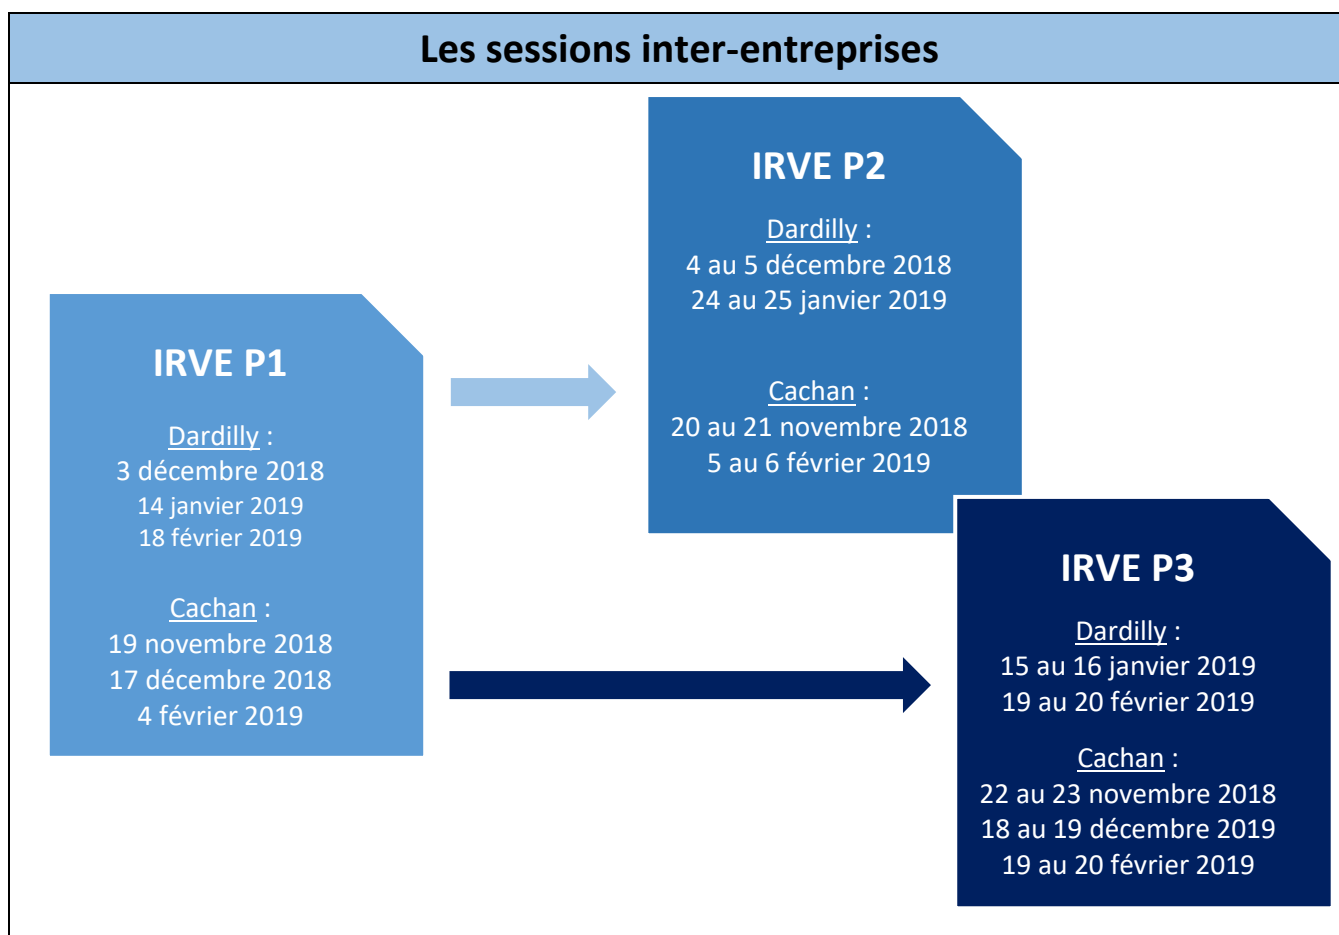 Les sessions inter-entreprises
IRVE P1
Dardilly :
3 décembre 2018
14 janvier 2019
18 février 2019
Cachan :
19 novembre 2018
17 décembre 2018
4 février 2019
IRVE P2
Dardilly :
4 au 5 décembre 2018
24 au 25 janvier 2019
Cachan :
20 au 21 novembre 2018
5 au 6 février 2019
IRVE P3
Dardilly :
15 au 16 janvier 2019
19 au 20 février 2019
Cachan :
22 au 23 novembre 2018
18 au 19 décembre 2019
19 au 20 février 2019